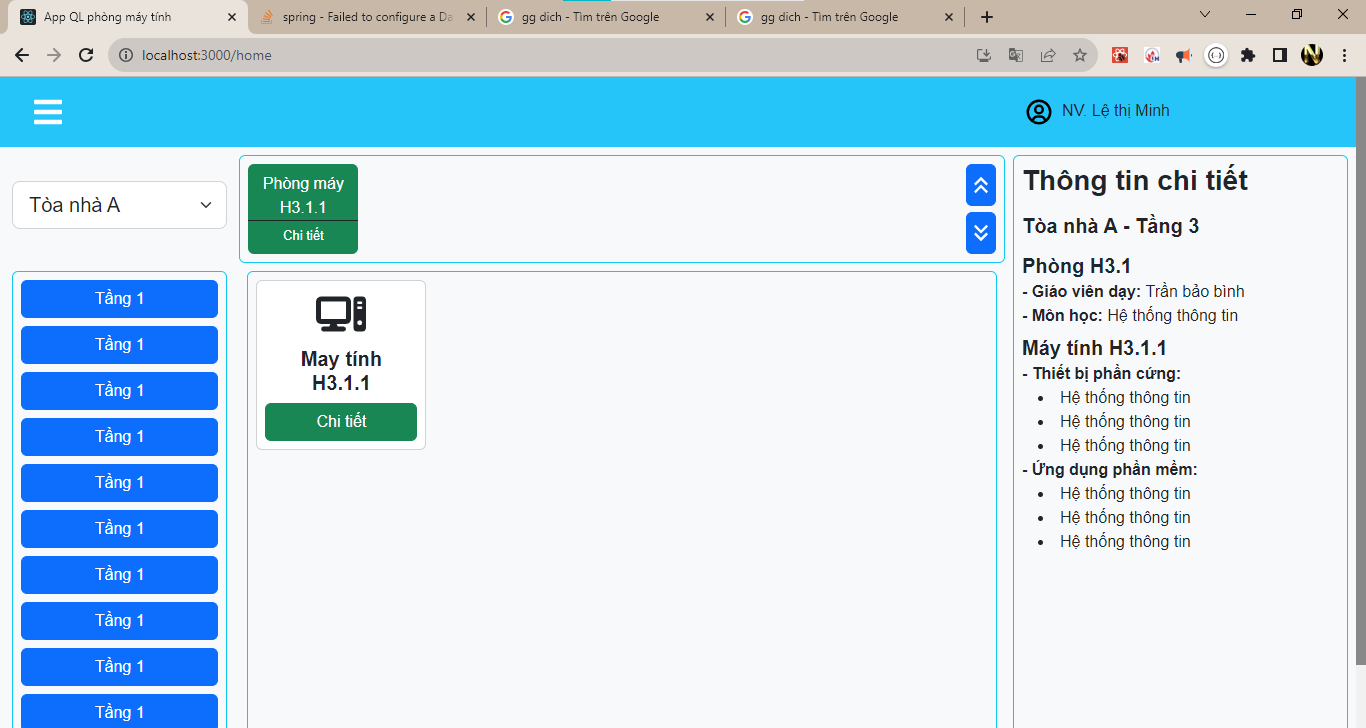 App QL phòng máy tính
spring - Failed to configure a Da
gg dich - Tìm trên Google
gg dich - Tìm trên Google
localhost:3000/home
NV. Lệ thị Minh
Tòa nhà A
Tầng 1
Tầng 1
Tầng 1
Tầng 1
Tầng 1
Tầng 1
Tầng 1
Tầng 1
Tầng 1
Tầng 1
Phòng máy
H3.1.1
Chi tiết
May tính
H3.1.1
Chi tiết
Thông tin chi tiết
Tòa nhà A - Tầng 3
Phòng H3.1
- Giáo viên dạy: Trần bảo bình
- Môn học: Hệ thống thông tin
Máy tính H3.1.1
- Thiết bị phần cứng:
• Hệ thống thông tin
• Hệ thống thông tin
• Hệ thống thông tin
- Ứng dụng phần mềm:
• Hệ thống thông tin
• Hệ thống thông tin
• Hệ thống thông tin